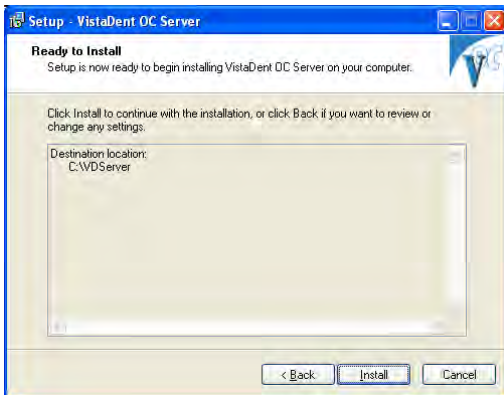 Setup - VistaDent OC Server
Ready to Install
Setup is now ready to begin installing VistaDent OC Server on your computer.
Click Install to continue with the installation, or click Back if you want to review or
change any settings.
Destination location:
C:\VDServer
< Back
Install
Cancel